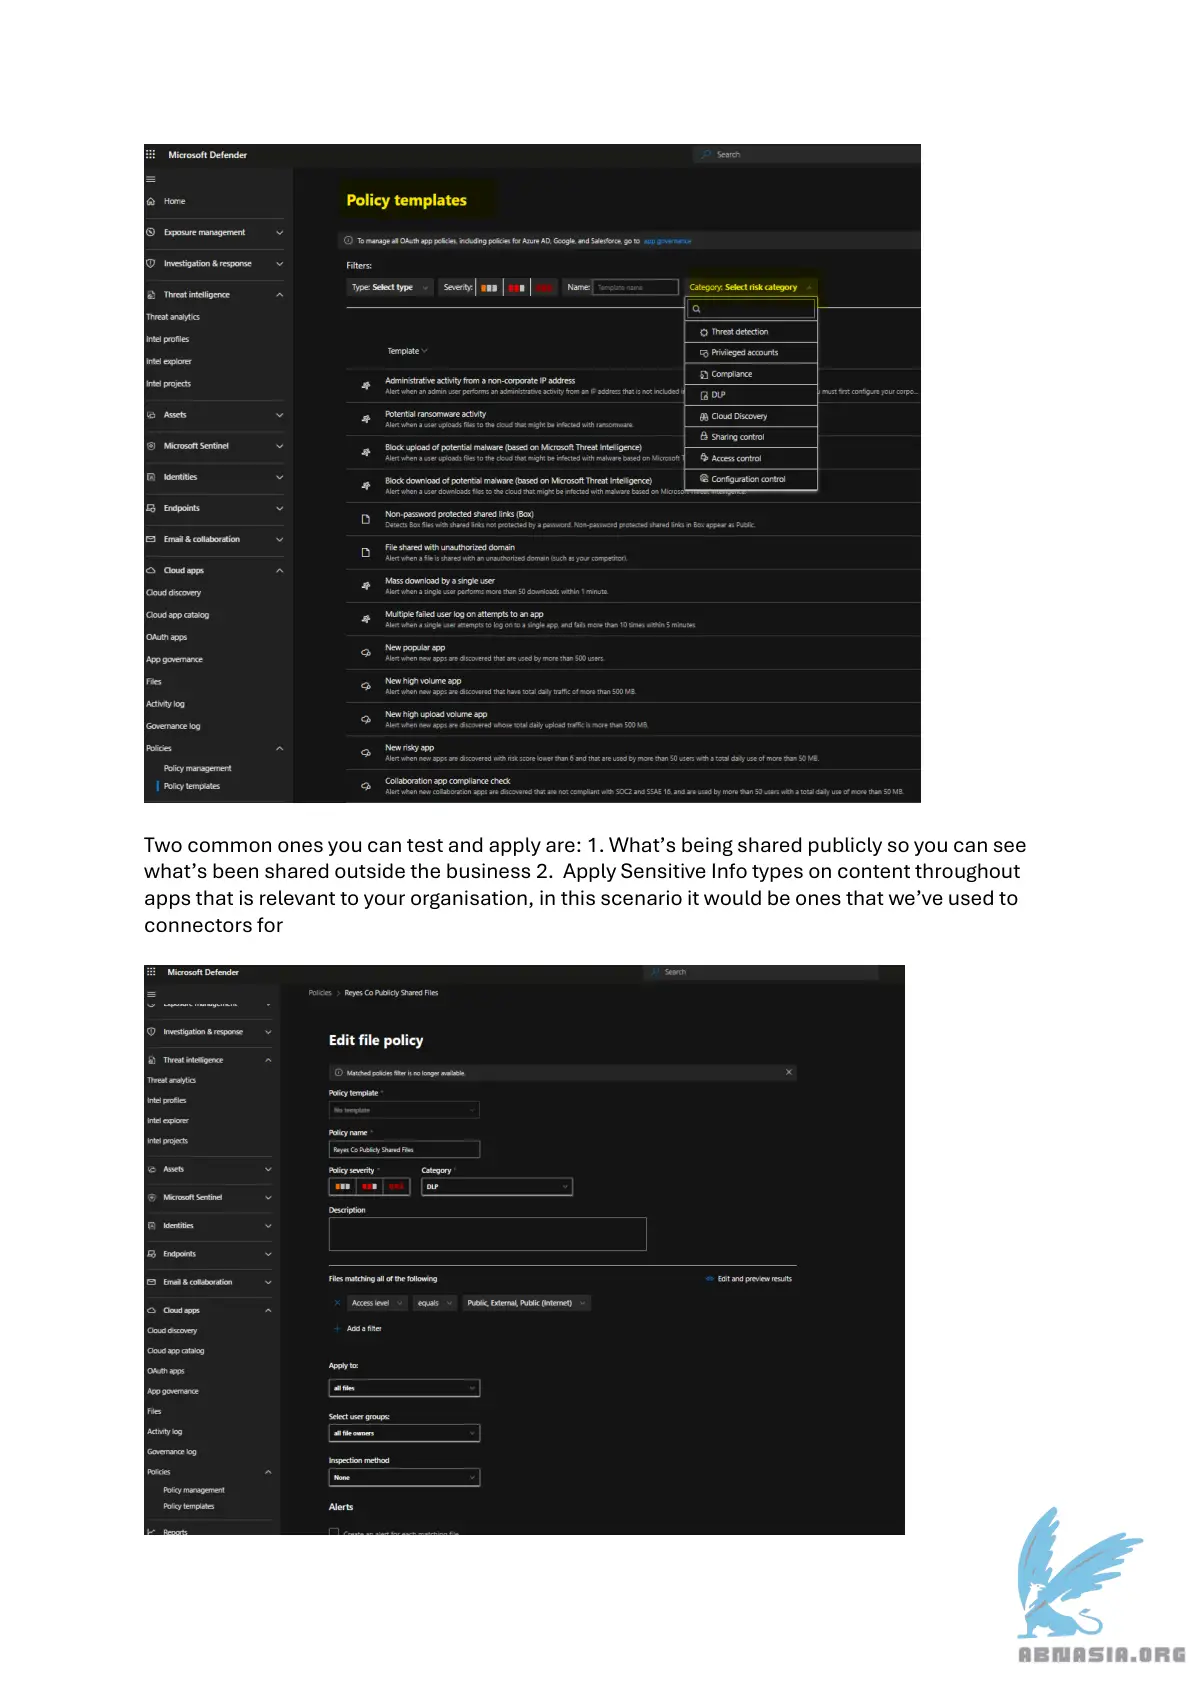 Microsoft Defender
Search
Home
Exposure management
Investigation & response
Threat intelligence
Threat analytics
Intel profiles
Intel explorer
Intel projects
Assets
Microsoft Sentinel
Identities
Endpoints
Email & collaboration
Cloud apps
Cloud discovery
Cloud app catalog
OAuth apps
App governance
Files
Activity log
Governance log
Policies
Policy management
Policy templates
Policy templates
To manage all OAuth app policies, including policies for Azure AD, Google, and Salesforce, go to app governance
Filters:
Type: Select type
Severity:
Name: Template name
Category: Select risk category
Threat detection
Privileged accounts
Compliance
DLP
Cloud Discovery
Sharing control
Access control
Configuration control
Template
Administrative activity from a non-corporate IP address
Alert when an admin user performs an administrative activity from an IP address that is not included i
u must first configure your corpo...
Potential ransomware activity
Alert when a user uploads files to the cloud that might be infected with ransomware.
Block upload of potential malware (based on Microsoft Threat Intelligence)
Alert when a user uploads files to the cloud that might be infected with malware based on Microsoft T
Block download of potential malware (based on Microsoft Threat Intelligence)
Alert when a user downloads files to the cloud that might be infected with malware based on Microsoft Threat Intelligence.
Non-password protected shared links (Box)
Detects Box files with shared links not protected by a password. Non-password protected shared links in Box appear as Public.
File shared with unauthorized domain
Alert when a file is shared with an unauthorized domain (such as your competitor).
Mass download by a single user
Alert when a single user performs more than 50 downloads within 1 minute.
Multiple failed user log on attempts to an app
Alert when a single user attempts to log on to a single app, and fails more than 10 times within 5 minutes
New popular app
Alert when new apps are discovered that are used by more than 500 users.
New high volume app
Alert when new apps are discovered that have total daily traffic of more than 500 MB.
New high upload volume app
Alert when new apps are discovered whose total daily upload traffic is more than 500 MB.
New risky app
Alert when new apps are discovered with risk score lower than 6 and that are used by more than 50 users with a total daily use of more than 50 MB.
Collaboration app compliance check
Alert when new collaboration apps are discovered that are not compliant with SOC2 and SSAE 16, and are used by more than 50 users with a total daily use of more than 50 MB.
Two common ones you can test and apply are: 1. What’s being shared publicly so you can see
what’s been shared outside the business 2.  Apply Sensitive Info types on content throughout
apps that is relevant to your organisation, in this scenario it would be ones that we’ve used to
connectors for
Microsoft Defender
Search
Exposure management
Investigation & response
Threat intelligence
Threat analytics
Intel profiles
Intel explorer
Intel projects
Assets
Microsoft Sentinel
Identities
Endpoints
Email & collaboration
Cloud apps
Cloud discovery
Cloud app catalog
OAuth apps
App governance
Files
Activity log
Governance log
Policies
Policy management
Policy templates
Reports
Policies > Reyes Co Publicly Shared Files
Edit file policy
Matched policies filter is no longer available.
Policy template *
No template
Policy name *
Reyes Co Publicly Shared Files
Policy severity * Category *
DLP
Description
Files matching all of the following
Edit and preview results
Access level equals Public, External, Public (Internet)
Add a filter
Apply to:
all files
Select user groups:
all file owners
Inspection method
None
Alerts
Create an alert for each matching file
ABNASIA.ORG